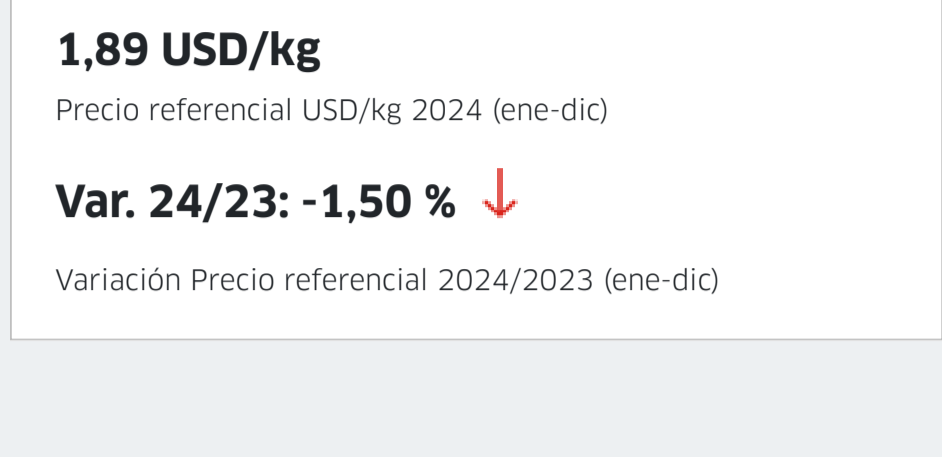 1,89 USD/kg
Precio referencial USD/kg 2024 (ene-dic)
Var. 24/23: -1,50 %
Variación Precio referencial 2024/2023 (ene-dic)